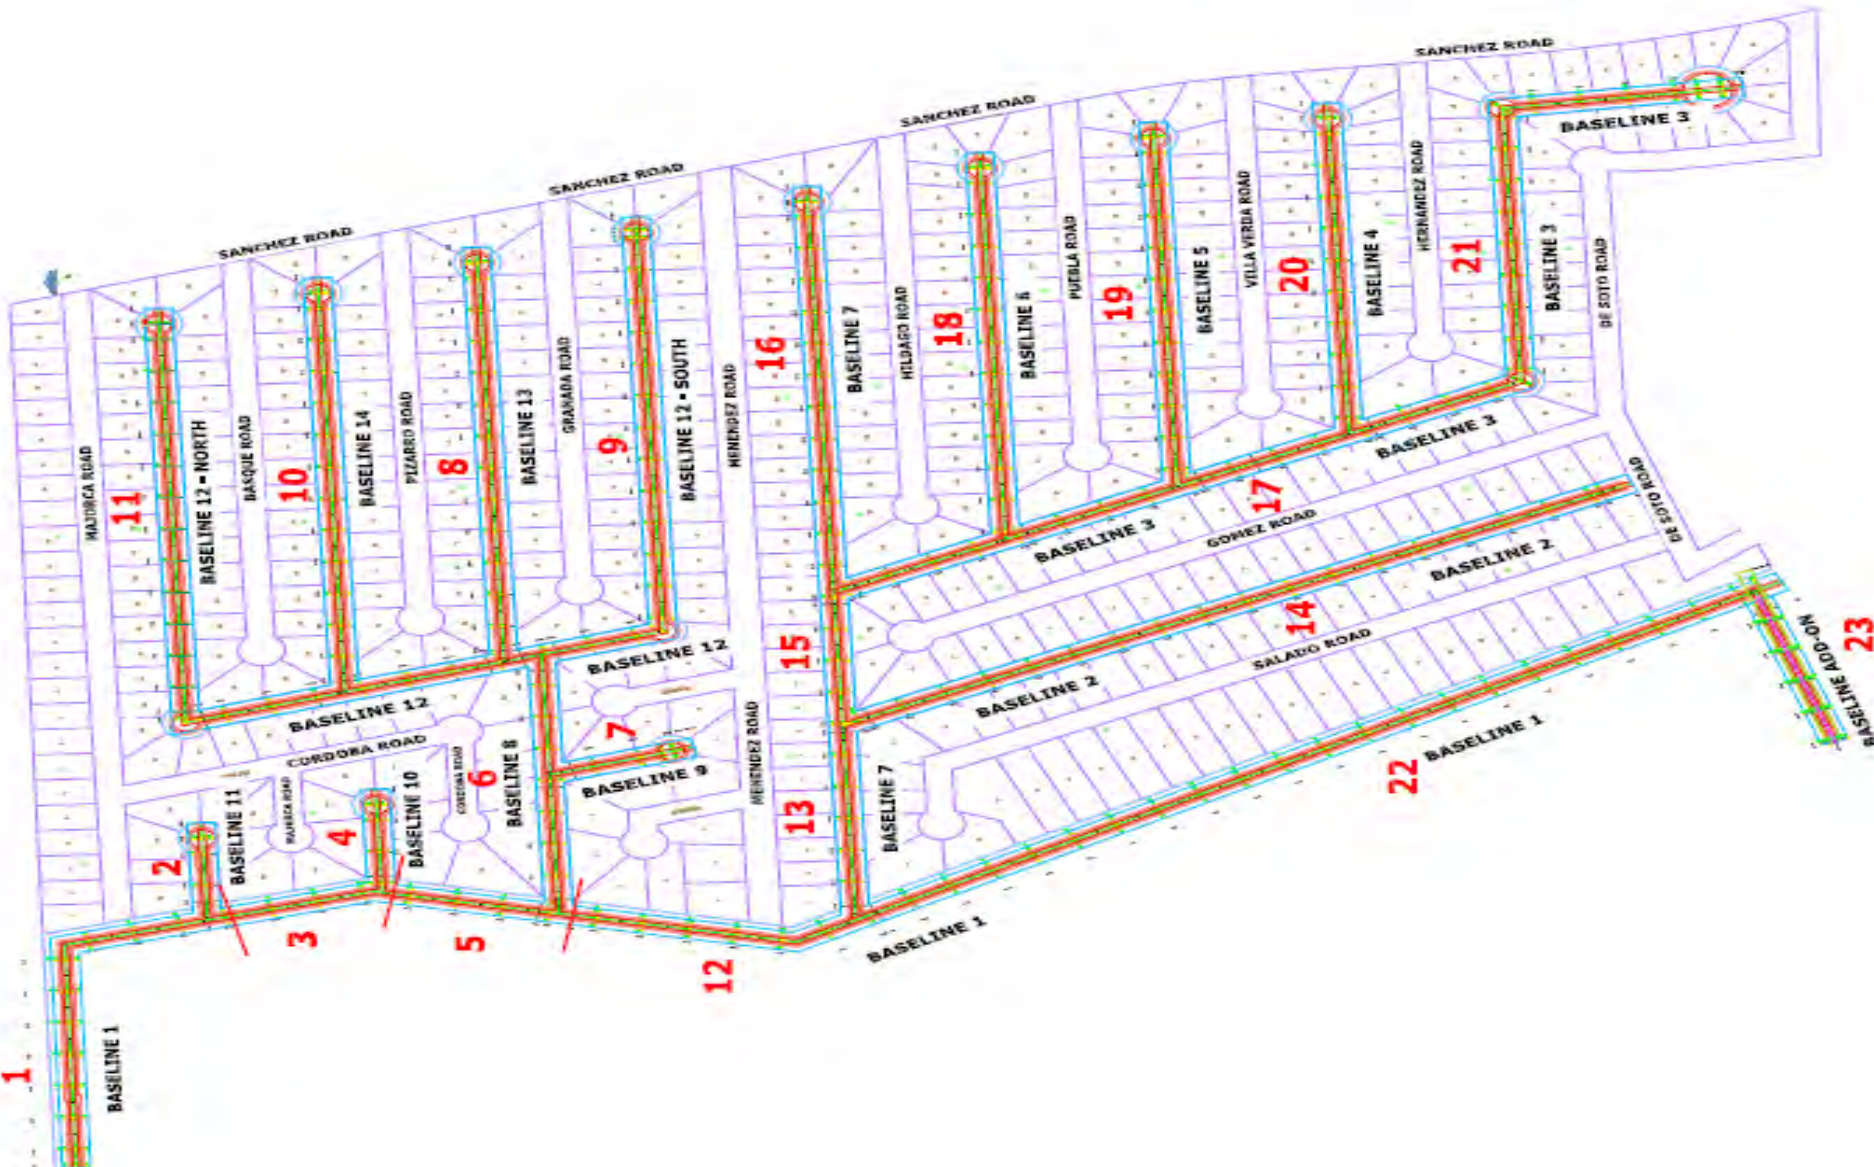 SANCHEZ ROAD
SANCHEZ ROAD
SANCHEZ ROAD
SANCHEZ ROAD
BASELINE 3
MAJORCA ROAD
11
BASELINE 12 - NORTH
BASQUE ROAD
10
BASELINE 14
PIZARRO ROAD
8
BASELINE 13
GRANADA ROAD
9
BASELINE 12 - SOUTH
MENENDEZ ROAD
16
BASELINE 7
HILDAGO ROAD
18
BASELINE 6
PUEBLA ROAD
19
BASELINE 5
VILLA VERDA ROAD
20
BASELINE 4
HERNANDEZ ROAD
21
BASELINE 3
DE SOTO ROAD
BASELINE 3
17
BASELINE 3
GOMEZ ROAD
DE SOTO ROAD
BASELINE 2
14
BASELINE 2
SALADO ROAD
15
BASELINE 12
BASELINE 12
CORDOBA ROAD
7
BASELINE 9
MENENDEZ ROAD
13
BASELINE 7
BASELINE ADD-ON
23
22
BASELINE 1
2
BASELINE 11
MAJORCA ROAD
4
BASELINE 10
CORDOBA ROAD
6
BASELINE 8
3
5
12
BASELINE 1
1
BASELINE 1